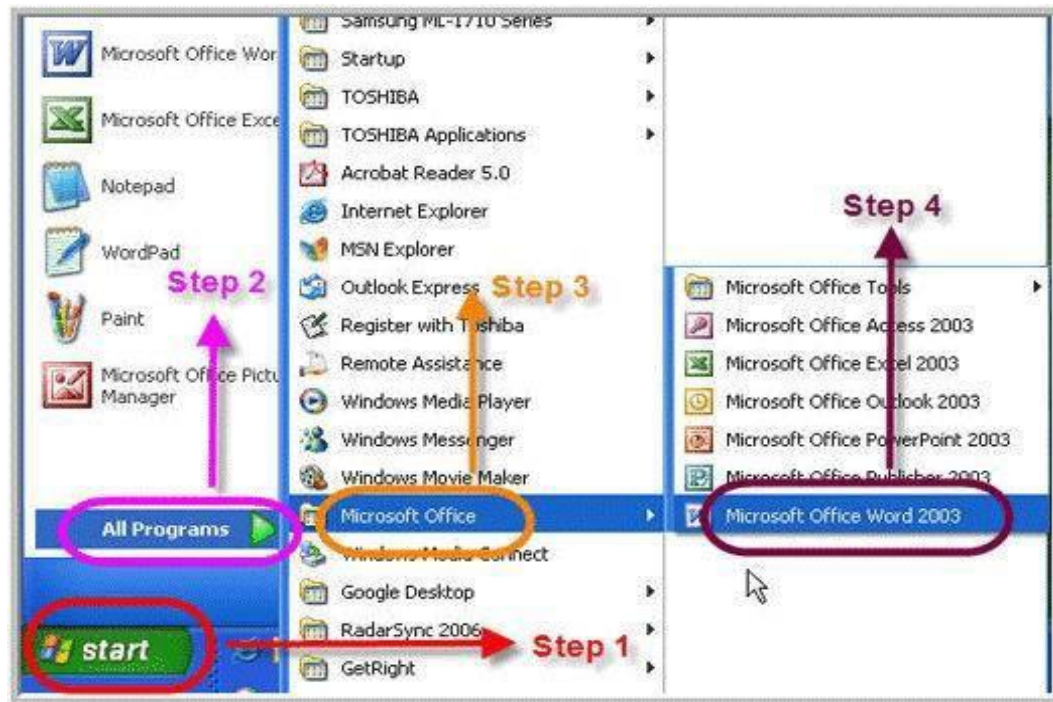 Microsoft Office Wor
Microsoft Office Exce
Notepad
WordPad
Step 2
Paint
Microsoft Office Pictu
Manager
All Programs
start
Samsung ML-1710 Series
Startup
TOSHIBA
TOSHIBA Applications
Acrobat Reader 5.0
Internet Explorer
MSN Explorer
Outlook Express
Step 3
Register with Toshiba
Remote Assistance
Windows Media Player
Windows Messenger
Windows Movie Maker
Microsoft Office
Windows Media Connect
Google Desktop
RadarSync 2006
Step 1
GetRight
Step 4
Microsoft Office Tools
Microsoft Office Access 2003
Microsoft Office Excel 2003
Microsoft Office Outlook 2003
Microsoft Office PowerPoint 2003
Microsoft Office Publisher 2003
Microsoft Office Word 2003